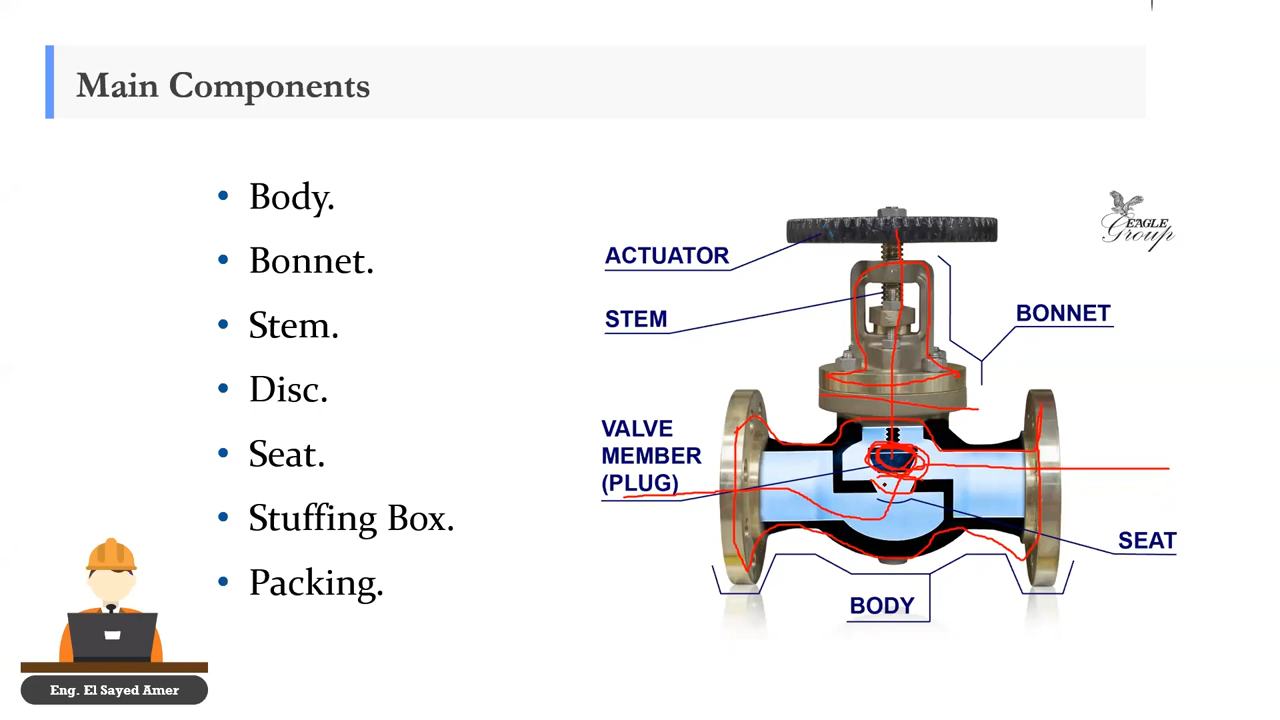 Main Components
• Body.
• Bonnet.
• Stem.
• Disc.
• Seat.
• Stuffing Box.
• Packing.
EAGLE
Group
ACTUATOR
STEM
BONNET
VALVE
MEMBER
(PLUG)
SEAT
BODY
Eng. El Sayed Amer